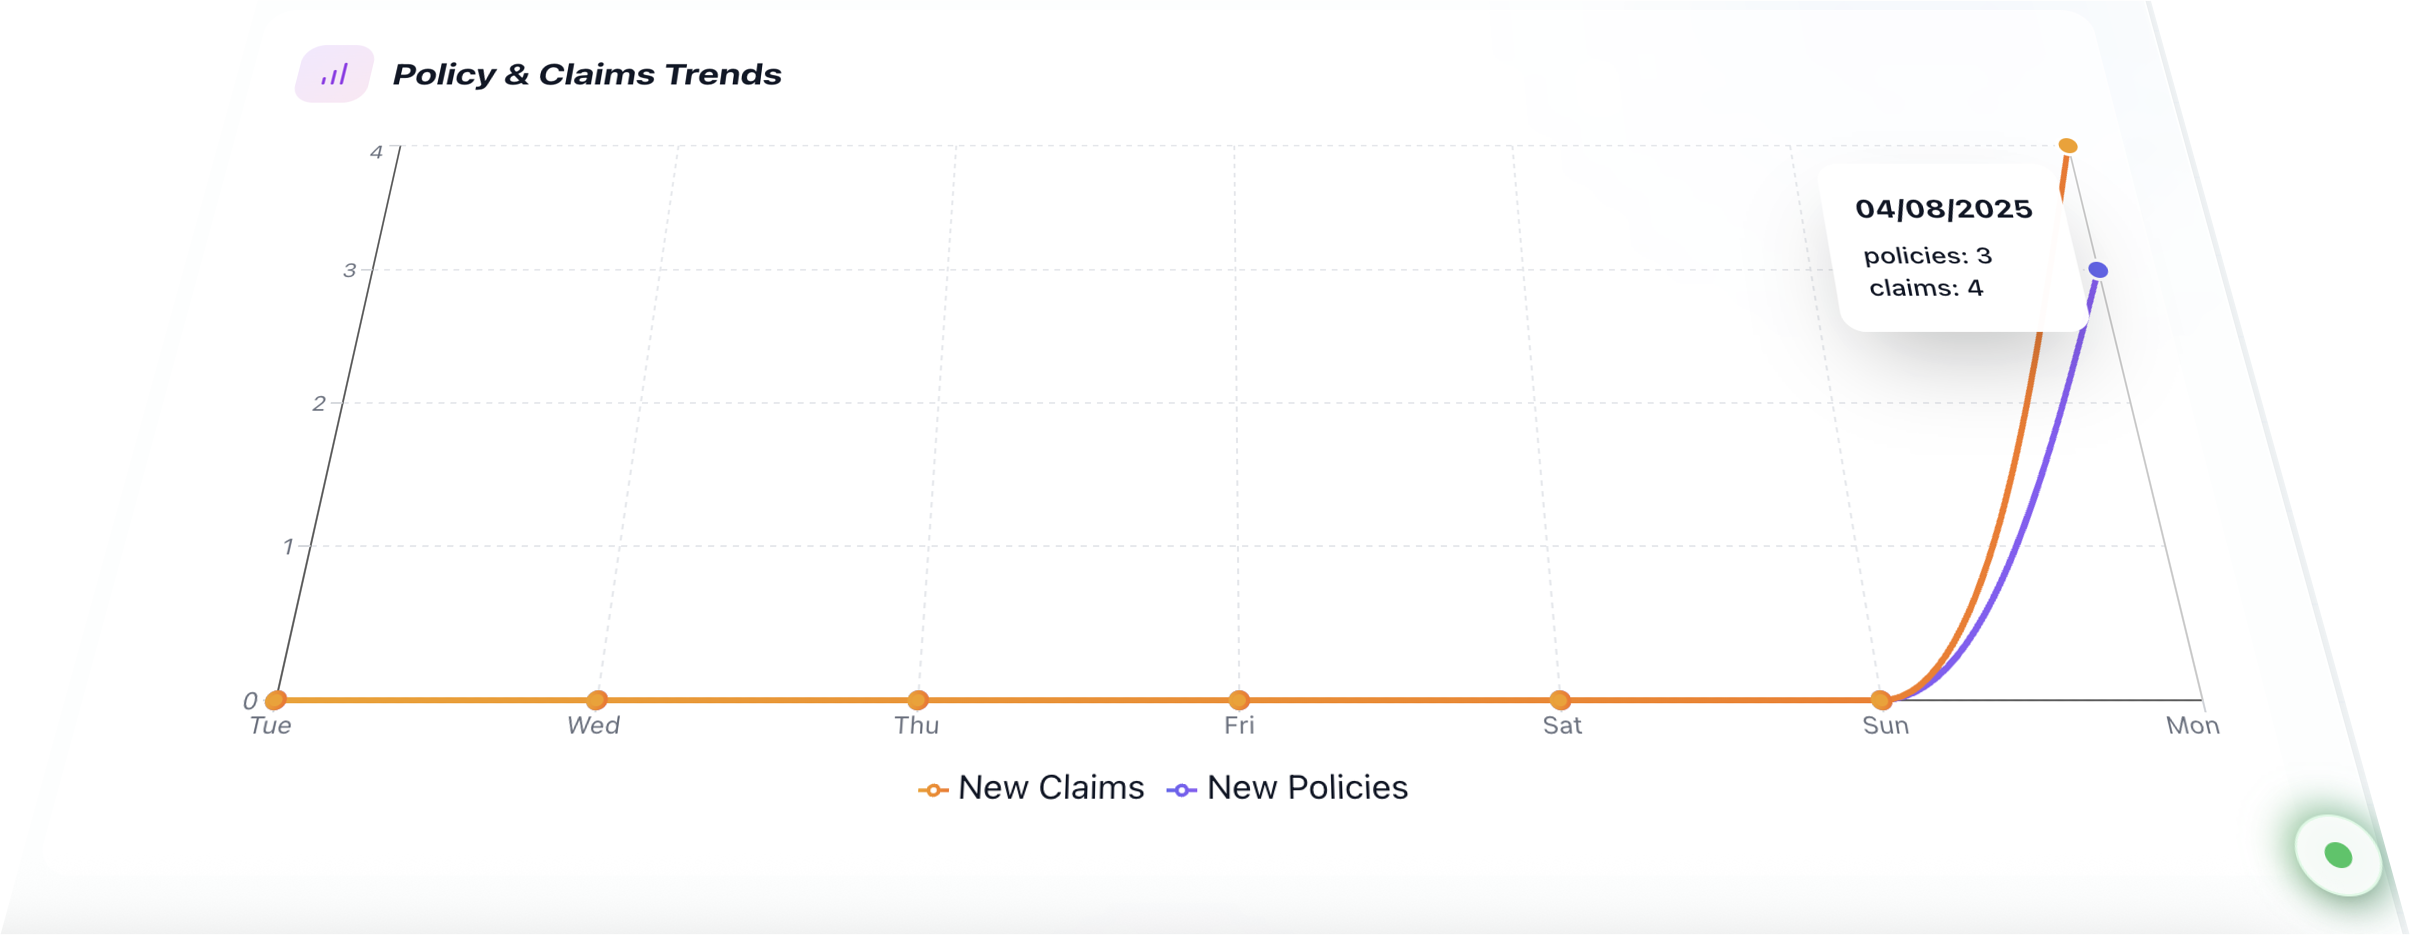 Policy & Claims Trends
4
3
2
1
0
04/08/2025
policies: 3
claims: 4
Tue Wed Thu Fri Sat Sun Mon
New Claims New Policies